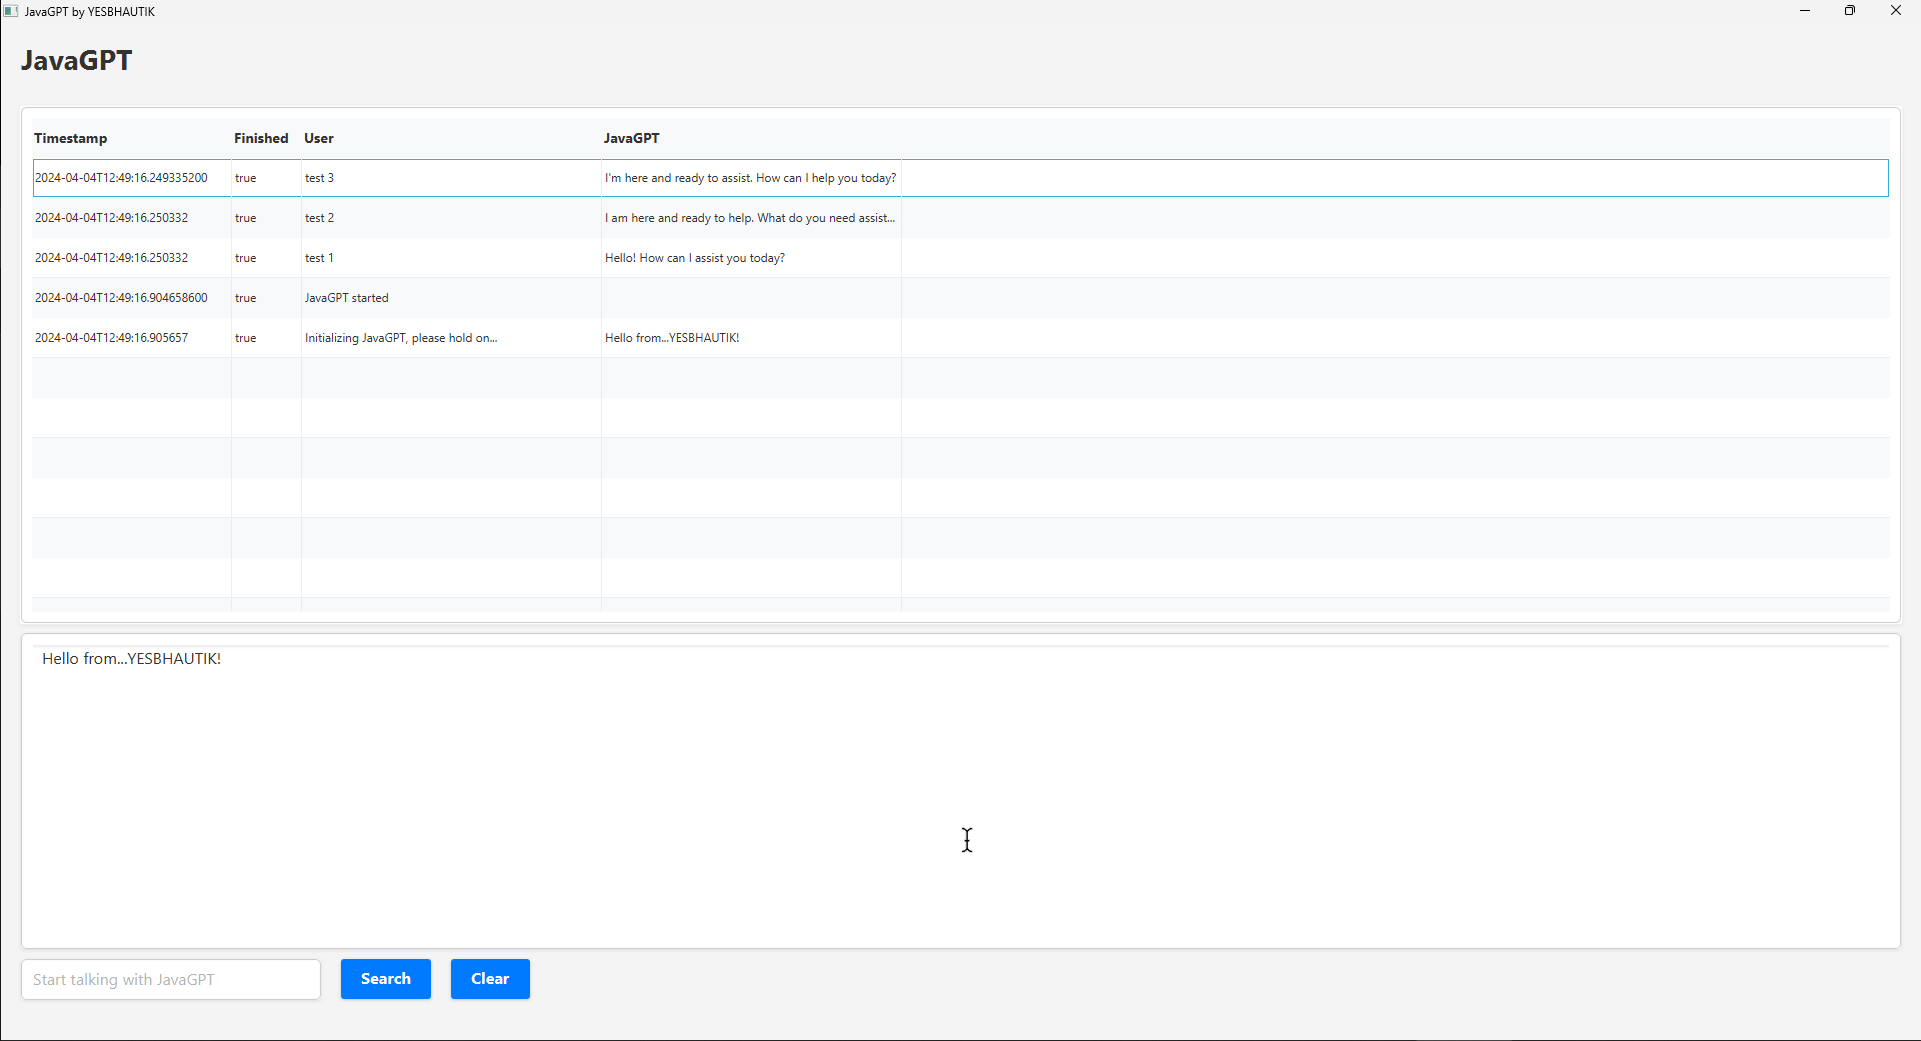 JavaGPT by YESBHAUTIK
JavaGPT
Timestamp Finished User JavaGPT
2024-04-04T12:49:16.249335200 true test 3 I'm here and ready to assist. How can I help you today?
2024-04-04T12:49:16.250332 true test 2 I am here and ready to help. What do you need assist...
2024-04-04T12:49:16.250332 true test 1 Hello! How can I assist you today?
2024-04-04T12:49:16.904658600 true JavaGPT started
2024-04-04T12:49:16.905657 true Initializing JavaGPT, please hold on... Hello from...YESBHAUTIK!
Hello from...YESBHAUTIK!
Start talking with JavaGPT Search Clear